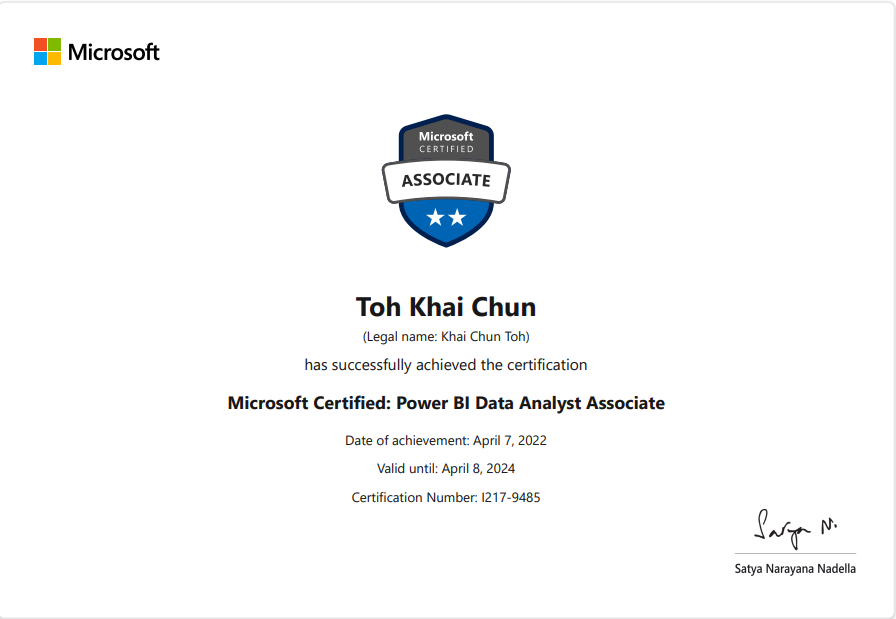 Microsoft
Microsoft
CERTIFIED
ASSOCIATE
Toh Khai Chun
(Legal name: Khai Chun Toh)
has successfully achieved the certification
Microsoft Certified: Power BI Data Analyst Associate
Date of achievement: April 7, 2022
Valid until: April 8, 2024
Certification Number: I217-9485
Satya N.
Satya Narayana Nadella